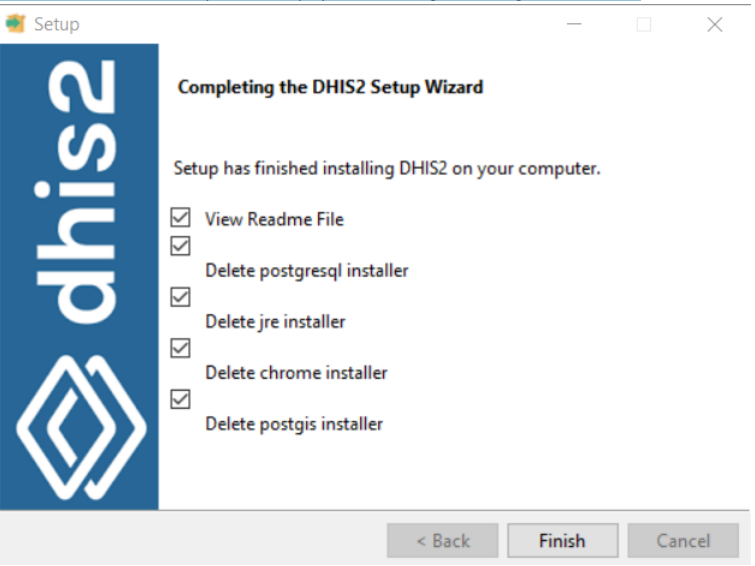 Setup
dhis2
Completing the DHIS2 Setup Wizard
Setup has finished installing DHIS2 on your computer.
View Readme File
Delete postgresql installer
Delete jre installer
Delete chrome installer
Delete postgis installer
< Back
Finish
Cancel